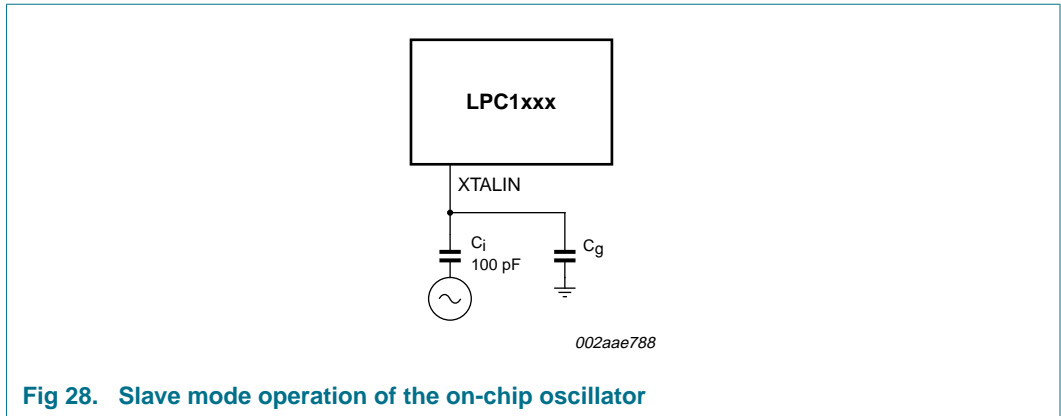 LPC1xxx
XTALIN
Ci
100 pF
Cg
002aae788
Fig 28. Slave mode operation of the on-chip oscillator